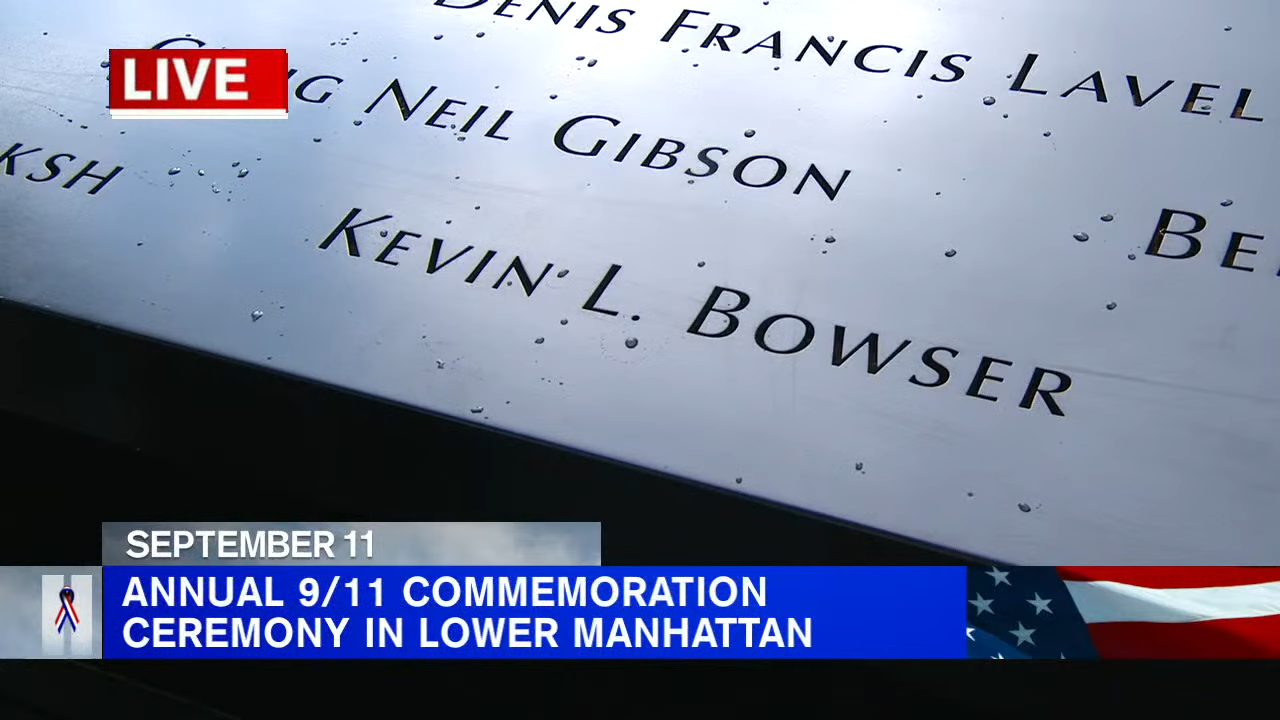 DENIS FRANCIS LAVEL
LIVE
NEIL GIBSON
KSH
KEVIN L. BOWSER
BE
SEPTEMBER 11
ANNUAL 9/11 COMMEMORATION
CEREMONY IN LOWER MANHATTAN